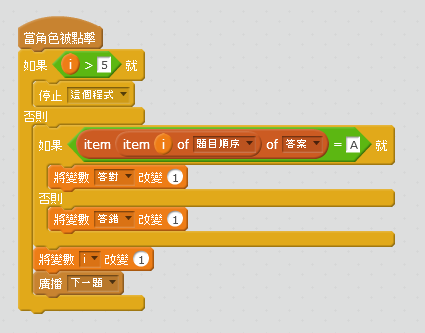 當角色被點擊
如果 i > 5 就
停止 這個程式
否則
如果 item item i of 題目順序 of 答案 = A 就
將變數 答對 改變 1
否則
將變數 答錯 改變 1
將變數 i 改變 1
廣播 下一題